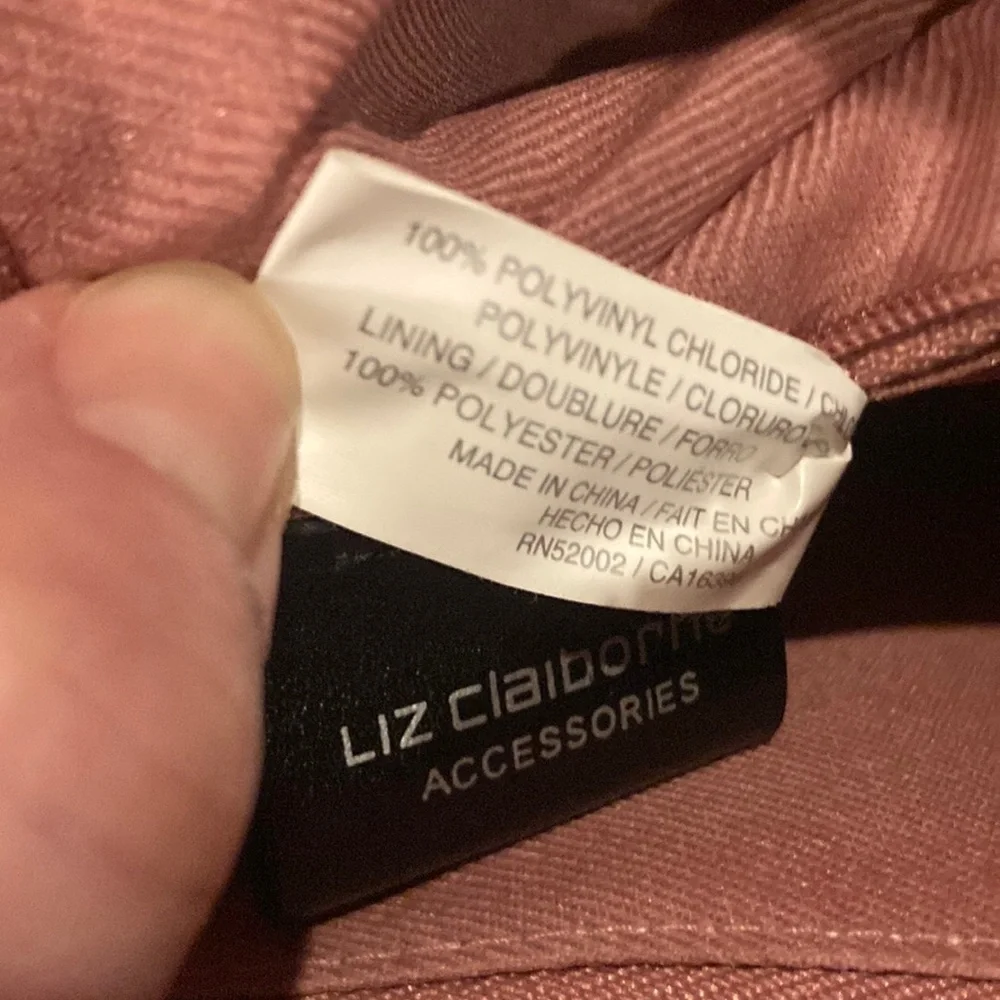 100% POLYVINYL CHLORIDE /
POLYVINYLE / CLORURO
LINING / DOUBLURE / FORRO
100% POLYESTER / POLIÉSTER
MADE IN CHINA / FAIT EN
HECHO EN CHINA
RN52002 /
LIZ claiborne
ACCESSORIES